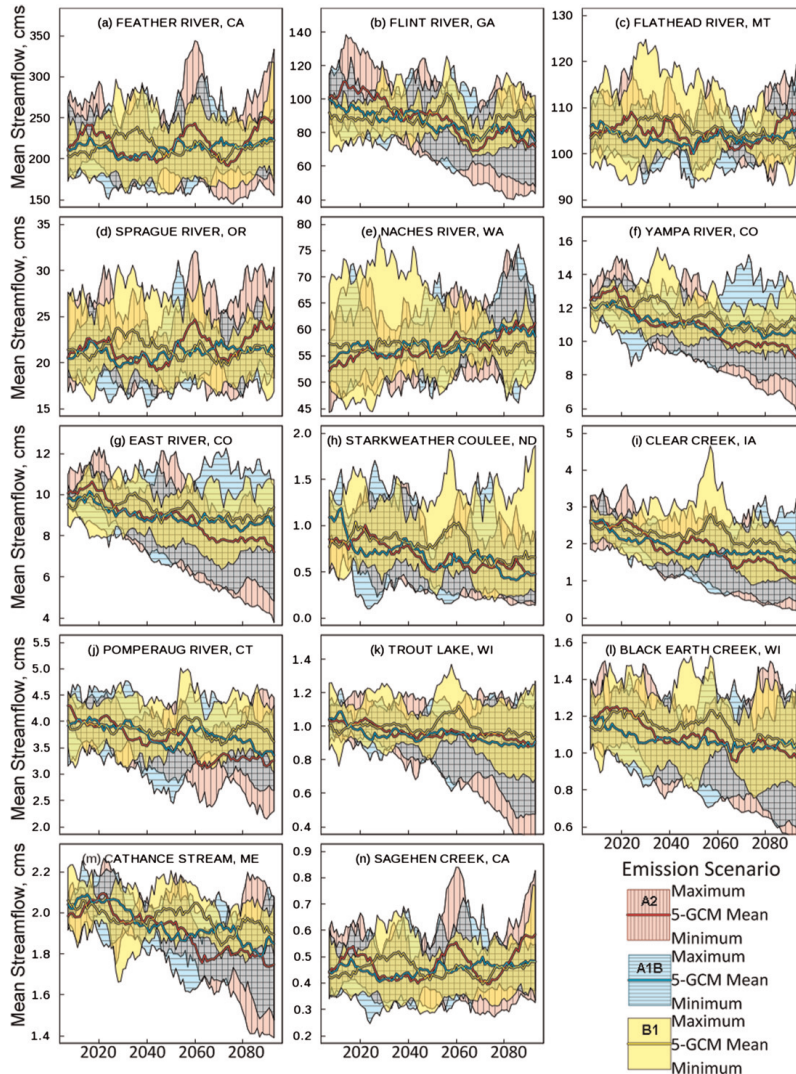 (a) FEATHER RIVER, CA
(b) FLINT RIVER, GA
(c) FLATHEAD RIVER, MT
Mean Streamflow, cms
350
300
250
200
150
140
120
100
80
60
40
130
120
110
100
90
(d) SPRAGUE RIVER, OR
(e) NACHES RIVER, WA
(f) YAMPA RIVER, CO
Mean Streamflow, cms
35
30
25
20
15
80
75
70
65
60
55
50
45
16
14
12
10
8
6
(g) EAST RIVER, CO
(h) STARKWEATHER COULEE, ND
(i) CLEAR CREEK, IA
Mean Streamflow, cms
12
10
8
6
4
2.0
1.5
1.0
0.5
0.0
5
4
3
2
1
0
(j) POMPERAUG RIVER, CT
(k) TROUT LAKE, WI
(l) BLACK EARTH CREEK, WI
Mean Streamflow, cms
5.5
5.0
4.5
4.0
3.5
3.0
2.5
2.0
1.4
1.2
1.0
0.8
0.6
0.4
1.6
1.4
1.2
1.0
0.8
0.6
2020 2040 2060 2080
(m) CATHANCE STREAM, ME
(n) SAGEHEN CREEK, CA
Mean Streamflow, cms
2.2
2.0
1.8
1.6
1.4
0.9
0.8
0.7
0.6
0.5
0.4
0.3
0.2
2020 2040 2060 2080
2020 2040 2060 2080
Emission Scenario
Maximum
A2
5-GCM Mean
Minimum
Maximum
A1B
5-GCM Mean
Minimum
Maximum
B1
5-GCM Mean
Minimum